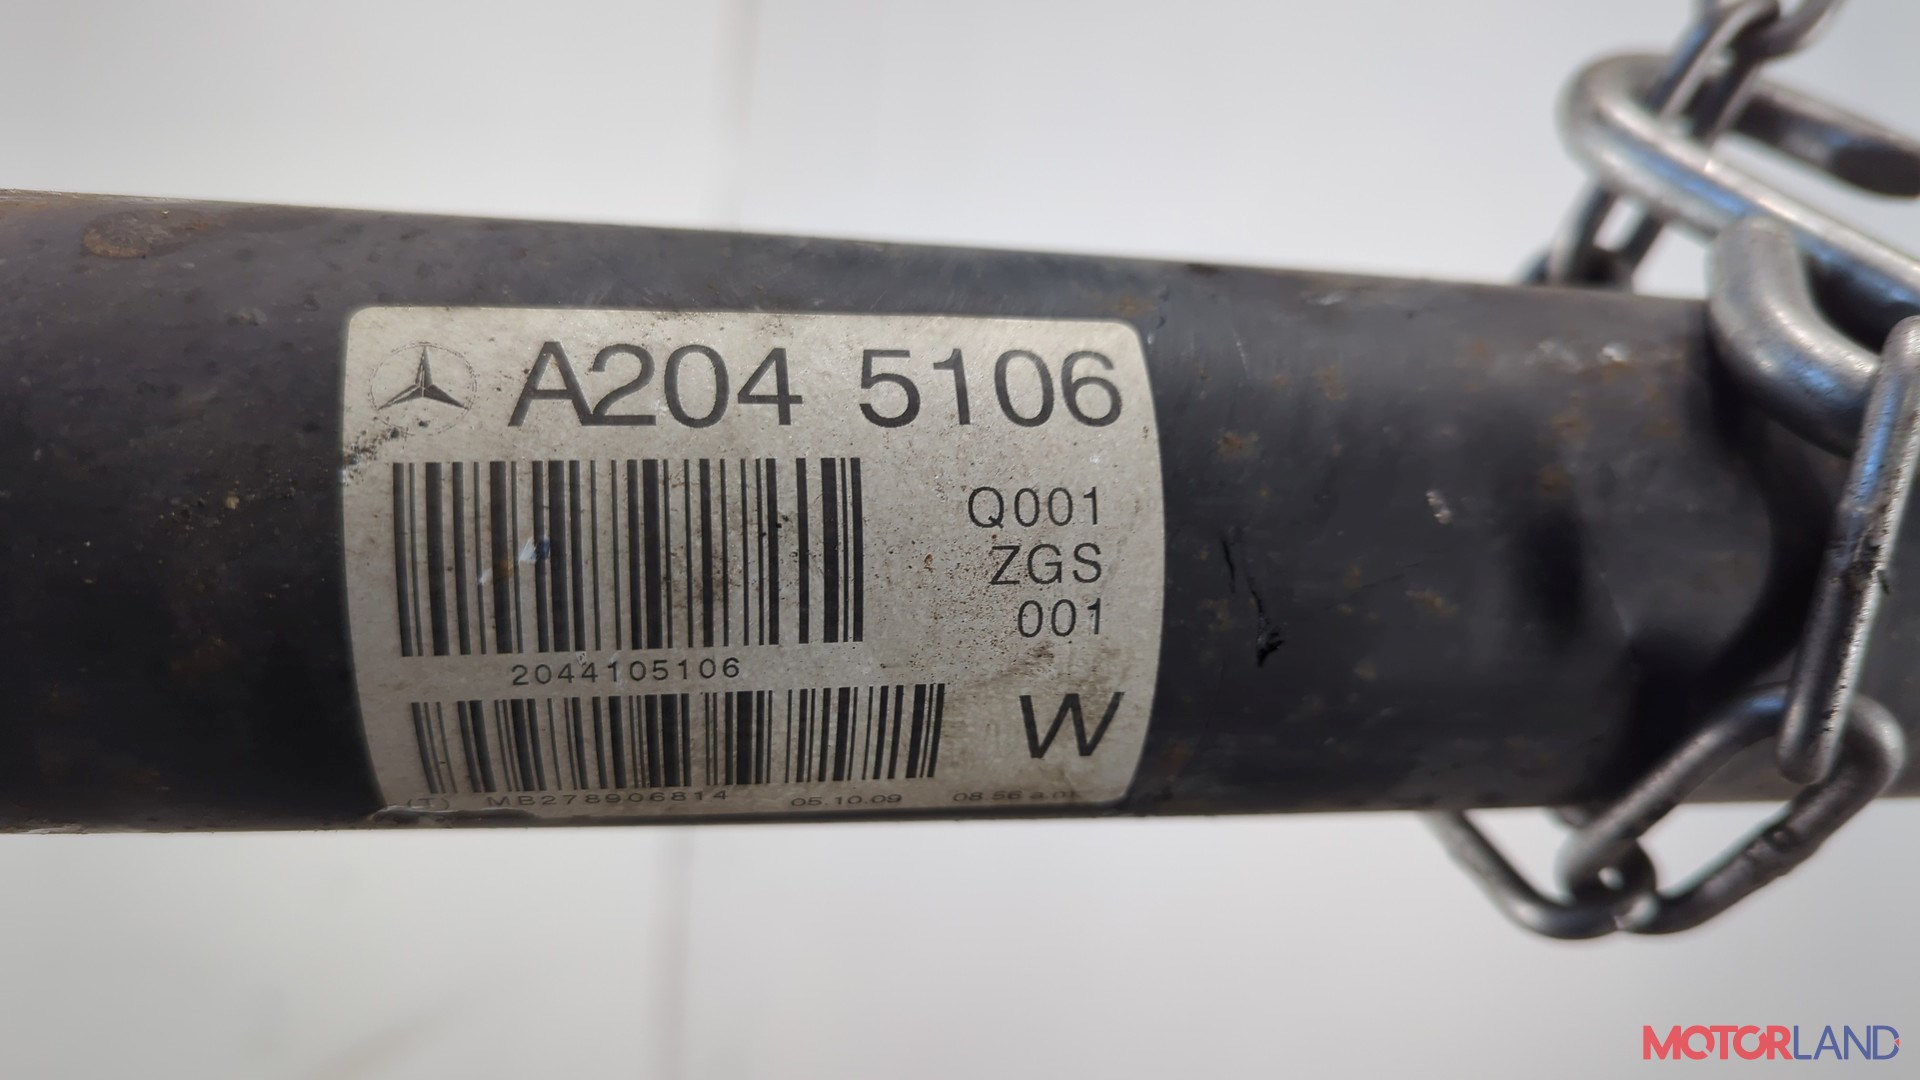 A204 5106
Q001
ZGS
001
2044105106
W
(T) MB278906814 05.10.09 08:56 a.m
MOTORLAND